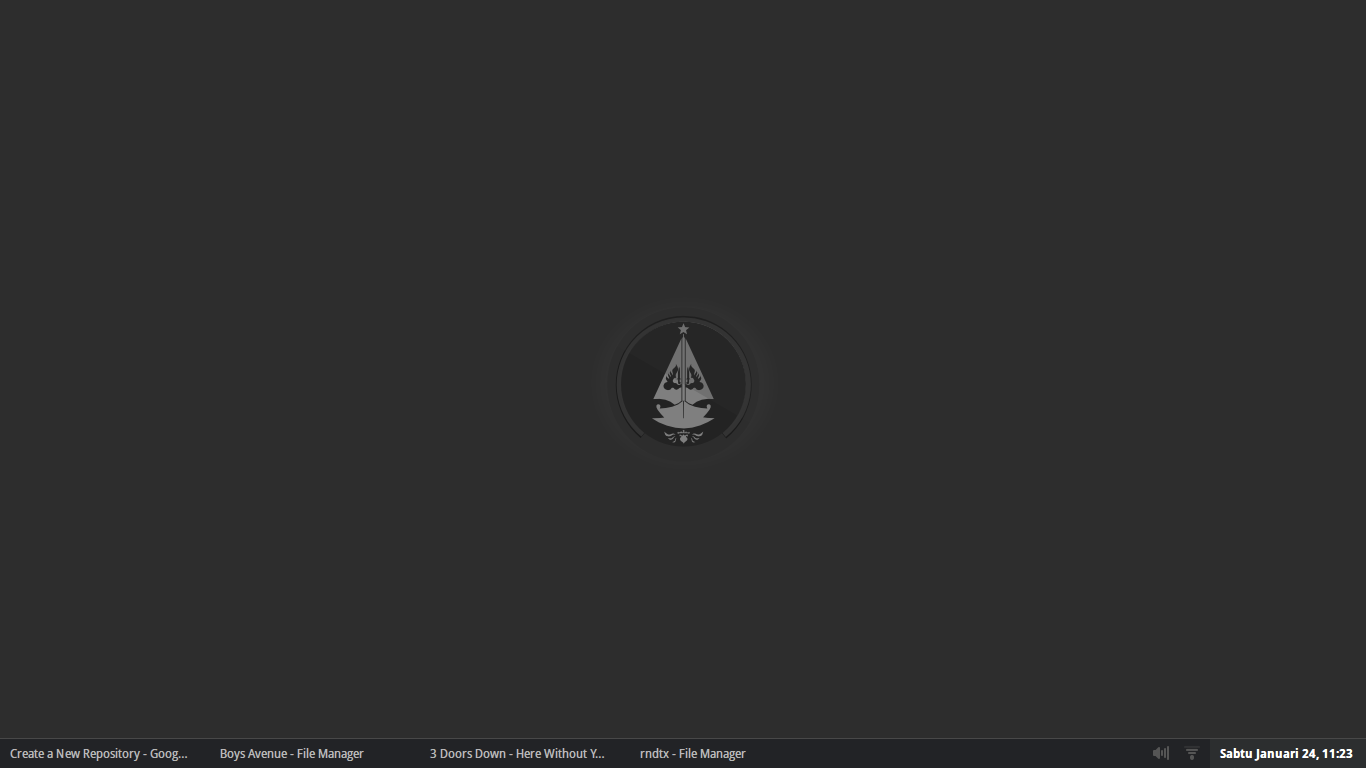 Create a New Repository - Goog...
Boys Avenue - File Manager
3 Doors Down - Here Without Y...
rndtx - File Manager
Sabtu Januari 24, 11:23